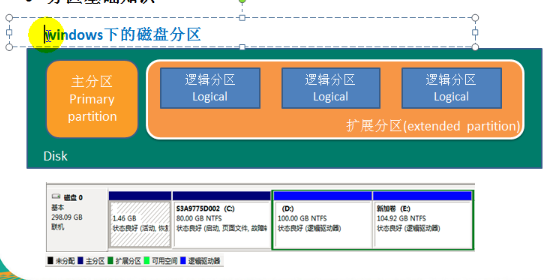 分区基础知识
windows下的磁盘分区
主分区
Primary
partition
逻辑分区
Logical
逻辑分区
Logical
逻辑分区
Logical
扩展分区(extended partition)
Disk
磁盘 0
基本
298.09 GB
联机
1.46 GB
状态良好 (活动, 恢
S3A9775D002 (C:)
80.00 GB NTFS
状态良好 (启动, 页面文件, 故障
(D:)
100.00 GB NTFS
状态良好 (逻辑驱动器)
新加卷 (E:)
104.92 GB NTFS
状态良好 (逻辑驱动器)
未分配 主分区 扩展分区 可用空间 逻辑驱动器